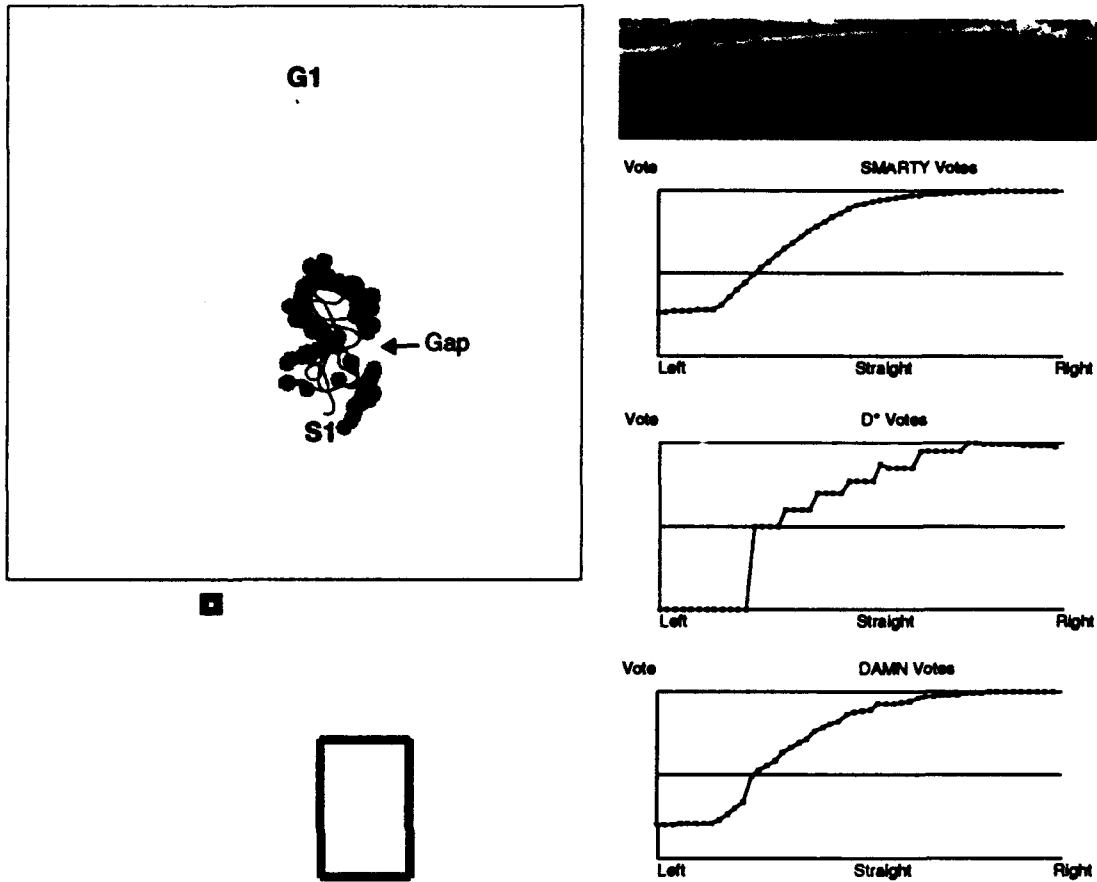 G1
Gap
S1
Vote SMARTY Votes
Left Straight Right
Vote D* Votes
Left Straight Right
Vote DAMN Votes
Left Straight Right